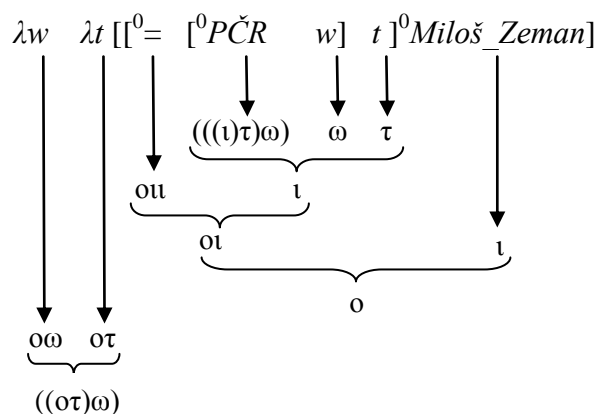 λw λt [[⁰= [⁰PČR w] t ]⁰Miloš_Zeman]
(((ι)τ)ω) ω τ
οιι ι
οι ι
ο
οω οτ
((οτ)ω)